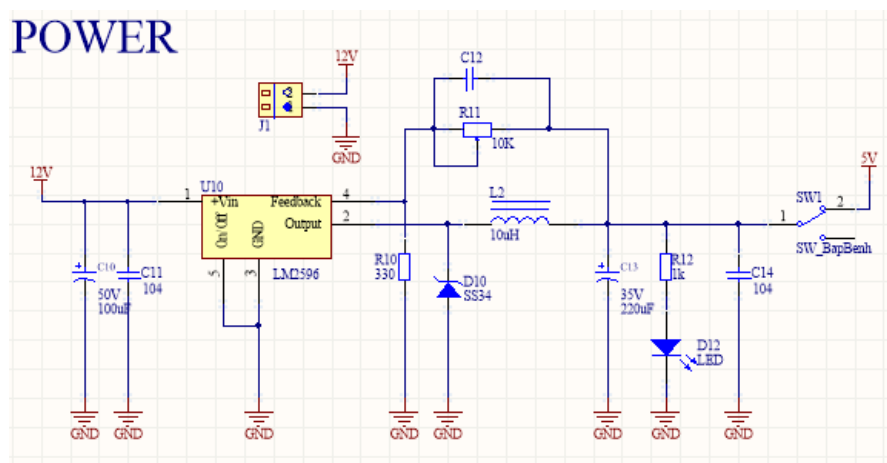 POWER
12V
C12
J1
GND
R11
10K
12V
5V
U10
1
+Vin
Feedback
4
Output
2
On/Off
GND
5
3
LM2596
L2
10uH
SW1
1
2
SW_BapBenh
C10
50V
100uF
C11
104
R10
330
D10
SS34
C13
35V
220uF
R12
1k
C14
104
D12
LED
GND
GND
GND
GND
GND
GND
GND
GND